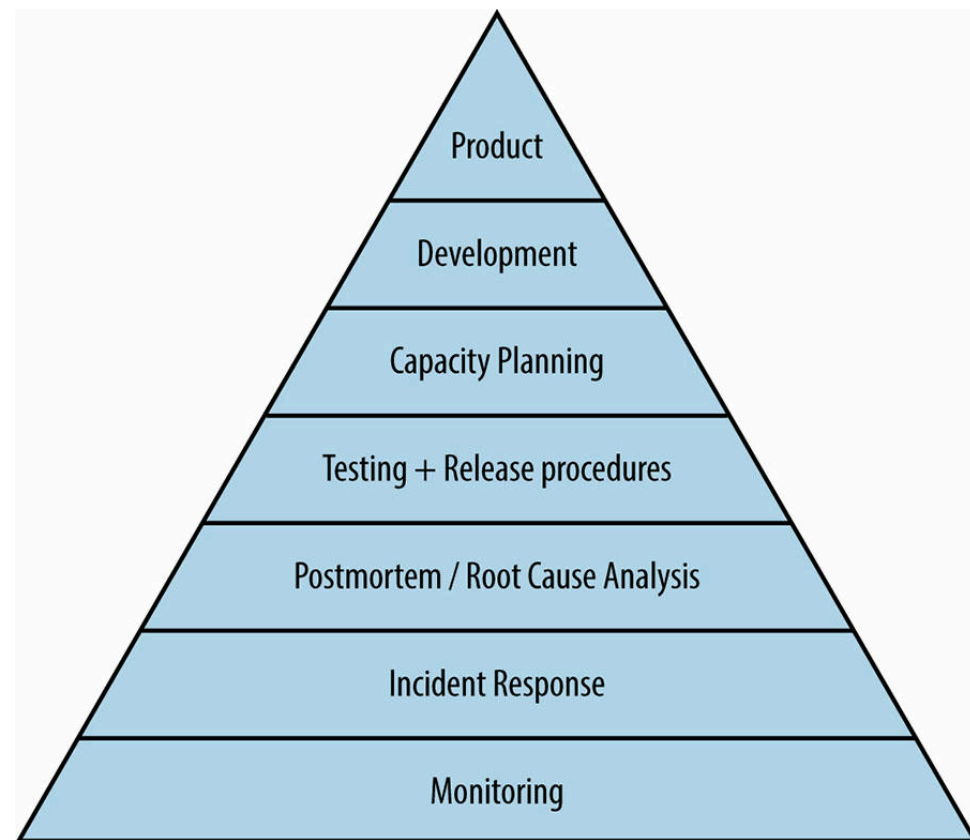 Product
Development
Capacity Planning
Testing + Release procedures
Postmortem / Root Cause Analysis
Incident Response
Monitoring